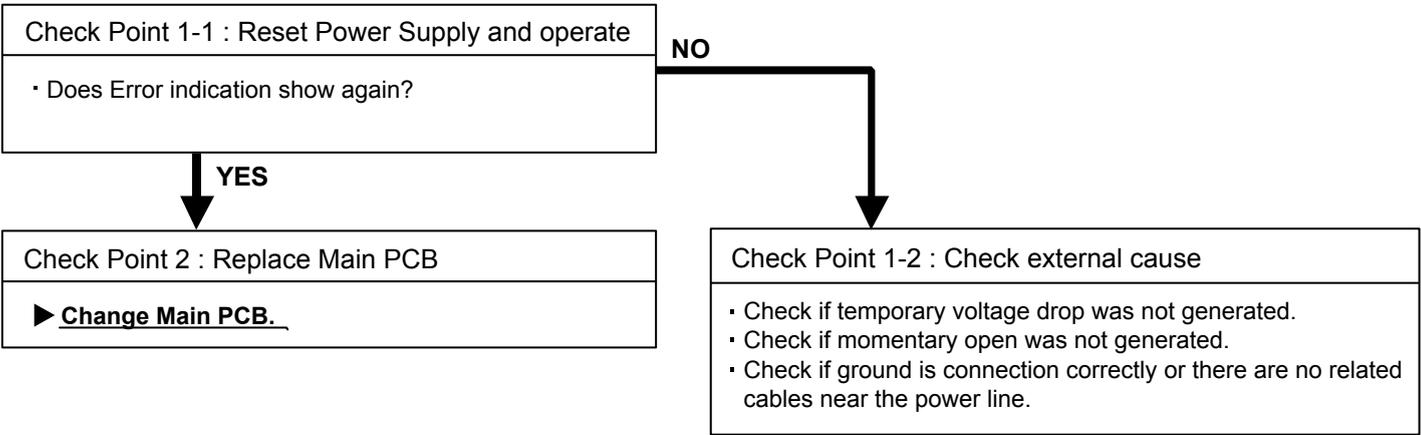 Check Point 1-1 : Reset Power Supply and operate
・Does Error indication show again?
NO
YES
Check Point 2 : Replace Main PCB
▶Change Main PCB.
Check Point 1-2 : Check external cause
・Check if temporary voltage drop was not generated.
・Check if momentary open was not generated.
・Check if ground is connection correctly or there are no related
cables near the power line.